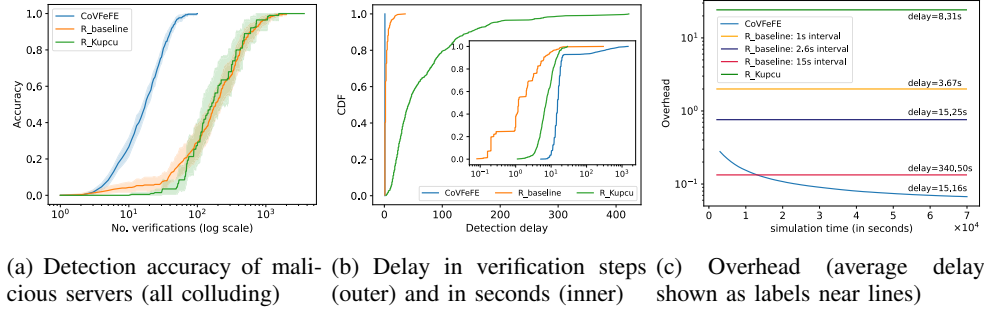 1.0
0.8
0.6
0.4
0.2
0.0
Accuracy
CoVFeFE
R_baseline
R_Kupcu
10⁰
10¹
10²
10³
No. verifications (log scale)
1.0
0.8
0.6
0.4
0.2
0.0
CDF
1.0
0.8
0.6
0.4
0.2
0.0
10⁻¹
10⁰
10¹
10²
10³
CoVFeFE
R_baseline
R_Kupcu
0
100
200
300
400
Detection delay
10¹
10⁰
10⁻¹
Overhead
CoVFeFE
R_baseline: 1s interval
R_baseline: 2.6s interval
R_baseline: 15s interval
R_Kupcu
delay=8,31s
delay=3.67s
delay=15,25s
delay=340,50s
delay=15,16s
0
1
2
3
4
5
6
7
simulation time (in seconds)
×10⁴
(a) Detection accuracy of mali-
cious servers (all colluding)
(b) Delay in verification steps
(outer) and in seconds (inner)
(c) Overhead (average delay
shown as labels near lines)